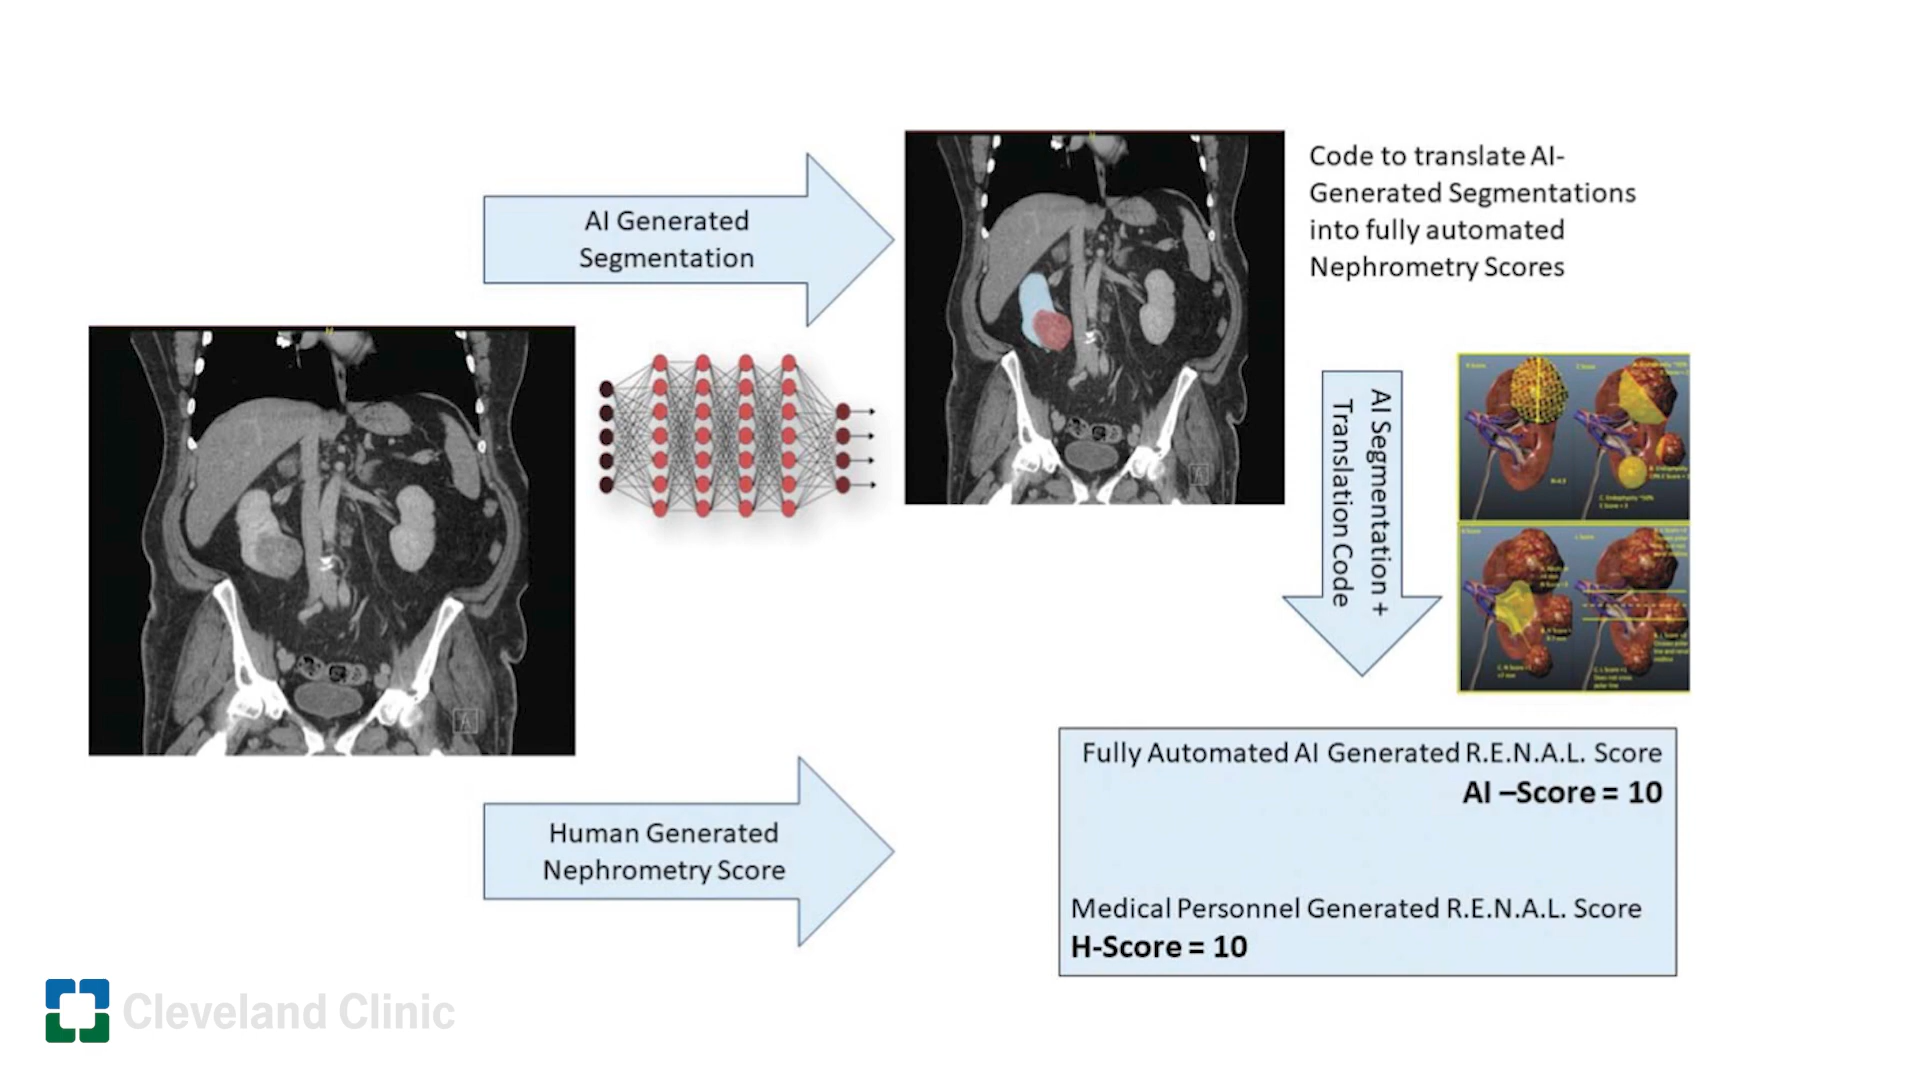 AI Generated
Segmentation
Code to translate AI-
Generated Segmentations
into fully automated
Nephrometry Scores
AI Segmentation +
Translation Code
Human Generated
Nephrometry Score
Fully Automated AI Generated R.E.N.A.L. Score
AI –Score = 10
Medical Personnel Generated R.E.N.A.L. Score
H-Score = 10
A
Cleveland Clinic